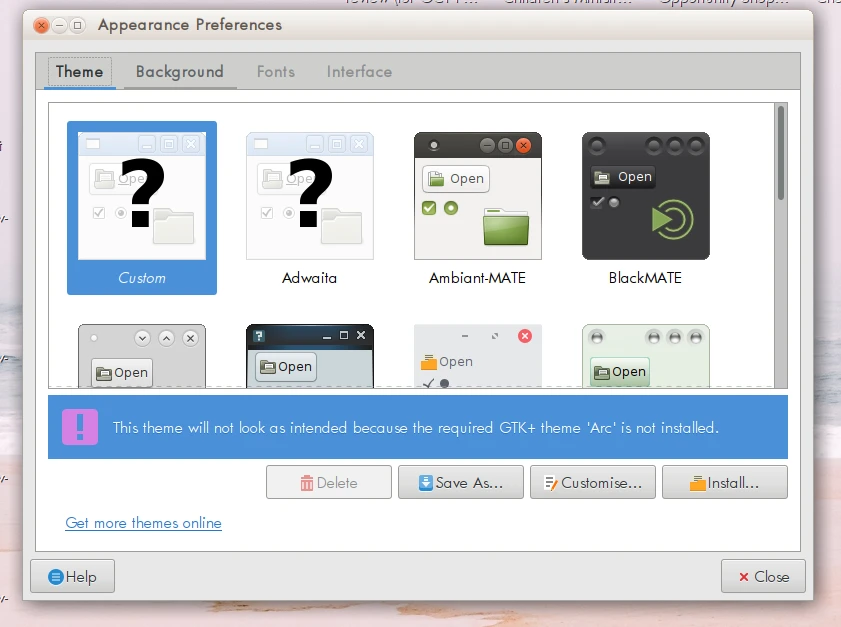 Appearance Preferences
Theme Background Fonts Interface
Open Open Open Open
Custom Adwaita Ambiant-MATE BlackMATE
Open Open Open Open
This theme will not look as intended because the required GTK+ theme 'Arc' is not installed.
Delete Save As... Customise... Install...
Get more themes online
Help Close